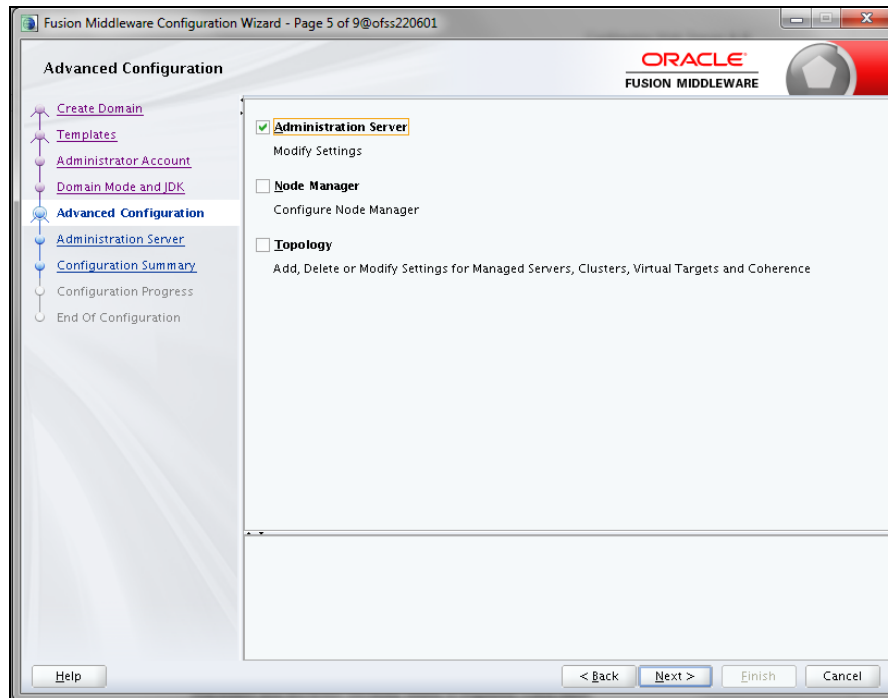 Fusion Middleware Configuration Wizard - Page 5 of 9@ofss220601
Advanced Configuration
ORACLE
FUSION MIDDLEWARE
Create Domain
Templates
Administrator Account
Domain Mode and JDK
Advanced Configuration
Administration Server
Configuration Summary
Configuration Progress
End Of Configuration
Administration Server
Modify Settings
Node Manager
Configure Node Manager
Topology
Add, Delete or Modify Settings for Managed Servers, Clusters, Virtual Targets and Coherence
Help
< Back
Next >
Finish
Cancel